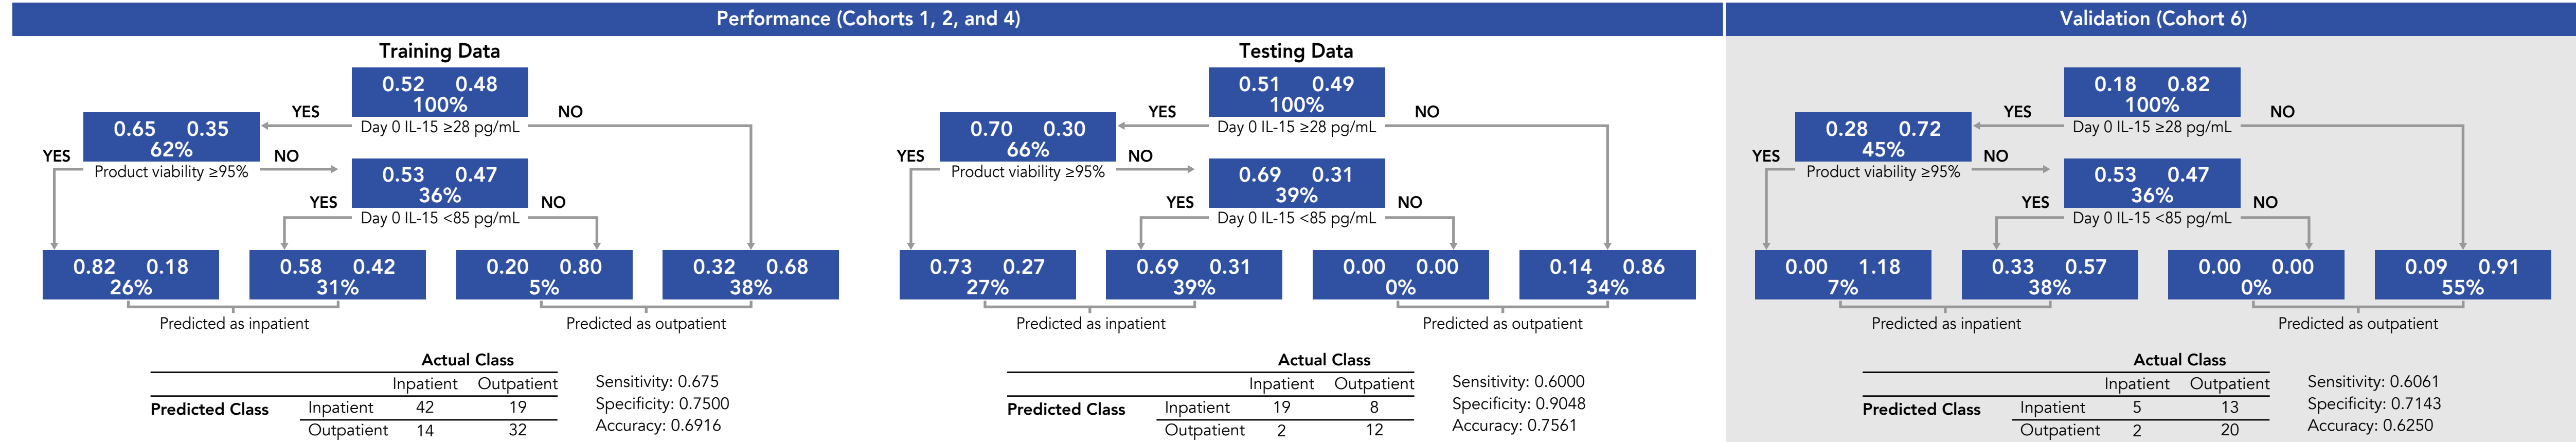 Performance (Cohorts 1, 2, and 4)
Training Data
0.52 0.48
100%
Day 0 IL-15 ≥28 pg/mL
YES
NO
0.65 0.35
62%
Product viability ≥95%
YES
NO
0.53 0.47
36%
Day 0 IL-15 <85 pg/mL
YES
NO
0.82 0.18
26%
0.58 0.42
31%
0.20 0.80
5%
0.32 0.68
38%
Predicted as inpatient
Predicted as outpatient
Actual Class
Inpatient Outpatient
Predicted Class
Inpatient 42 19
Outpatient 14 32
Sensitivity: 0.675
Specificity: 0.7500
Accuracy: 0.6916
Testing Data
0.51 0.49
100%
Day 0 IL-15 ≥28 pg/mL
YES
NO
0.70 0.30
66%
Product viability ≥95%
YES
NO
0.69 0.31
39%
Day 0 IL-15 <85 pg/mL
YES
NO
0.73 0.27
27%
0.69 0.31
39%
0.00 0.00
0%
0.14 0.86
34%
Predicted as inpatient
Predicted as outpatient
Actual Class
Inpatient Outpatient
Predicted Class
Inpatient 19 8
Outpatient 2 12
Sensitivity: 0.6000
Specificity: 0.9048
Accuracy: 0.7561
Validation (Cohort 6)
0.18 0.82
100%
Day 0 IL-15 ≥28 pg/mL
YES
NO
0.28 0.72
45%
Product viability ≥95%
YES
NO
0.53 0.47
36%
Day 0 IL-15 <85 pg/mL
YES
NO
0.00 1.18
7%
0.33 0.57
38%
0.00 0.00
0%
0.09 0.91
55%
Predicted as inpatient
Predicted as outpatient
Actual Class
Inpatient Outpatient
Predicted Class
Inpatient 5 13
Outpatient 2 20
Sensitivity: 0.6061
Specificity: 0.7143
Accuracy: 0.6250